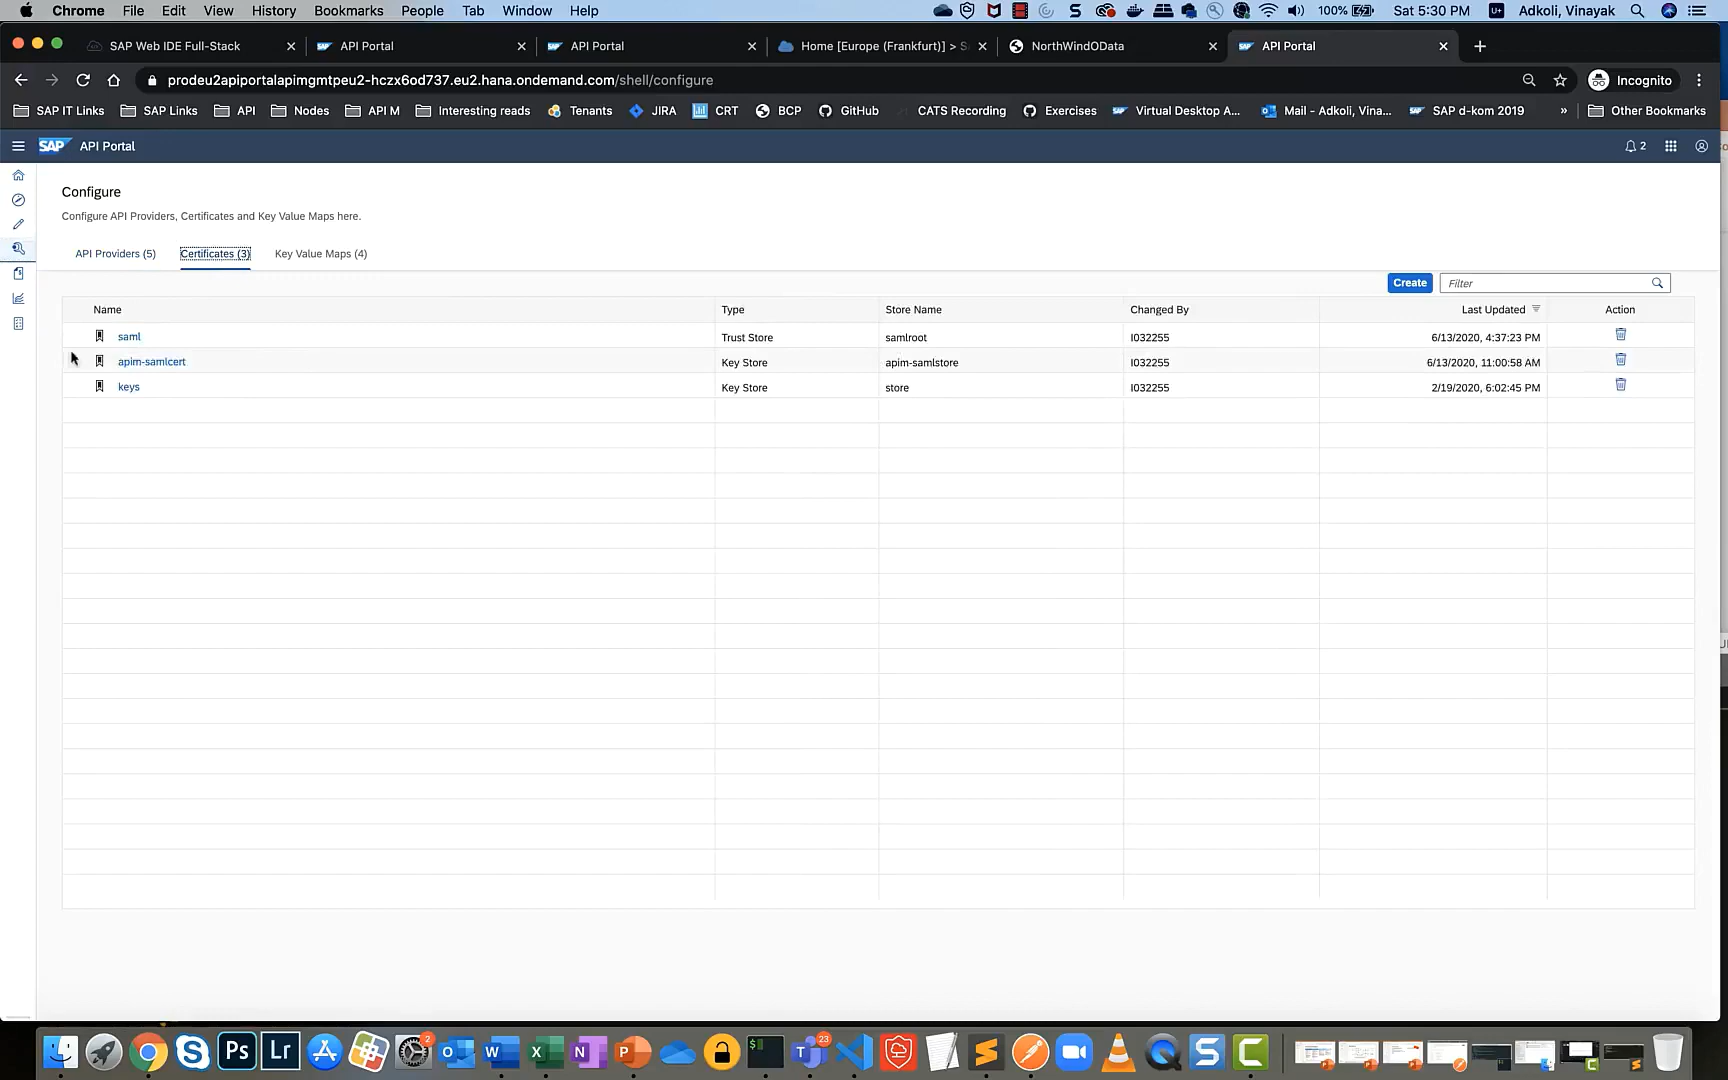 Chrome File Edit View History Bookmarks People Tab Window Help 100% Sat 5:30 PM Adkoli, Vinayak
SAP Web IDE Full-Stack API Portal API Portal Home [Europe (Frankfurt)] > S NorthWindOData API Portal
prodeu2apiportalapimgmtpeu2-hczx6od737.eu2.hana.ondemand.com/shell/configure Incognito
SAP IT Links SAP Links API Nodes API M Interesting reads Tenants JIRA CRT BCP GitHub CATS Recording Exercises Virtual Desktop A... Mail - Adkoli, Vina... SAP d-kom 2019 » Other Bookmarks
SAP API Portal 2
Configure
Configure API Providers, Certificates and Key Value Maps here.
API Providers (5) Certificates (3) Key Value Maps (4)
Create Filter
Name Type Store Name Changed By Last Updated Action
saml Trust Store samlroot I032255 6/13/2020, 4:37:23 PM
apim-samlcert Key Store apim-samlstore I032255 6/13/2020, 11:00:58 AM
keys Key Store store I032255 2/19/2020, 6:02:45 PM
Ps Lr 2 O W X N P $ 23 S C